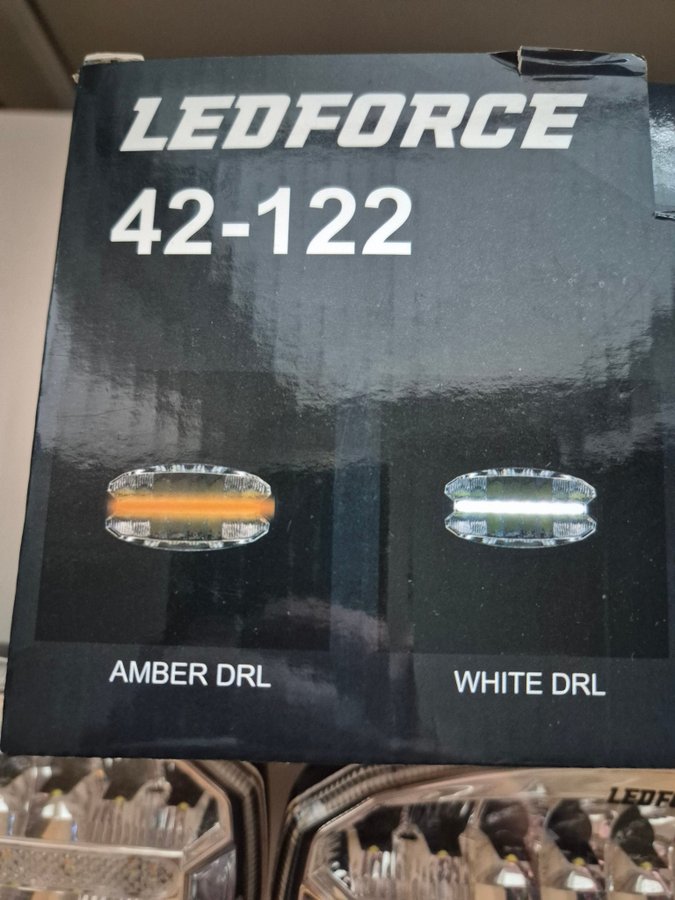 LEDFORCE
42-122
AMBER DRL
WHITE DRL